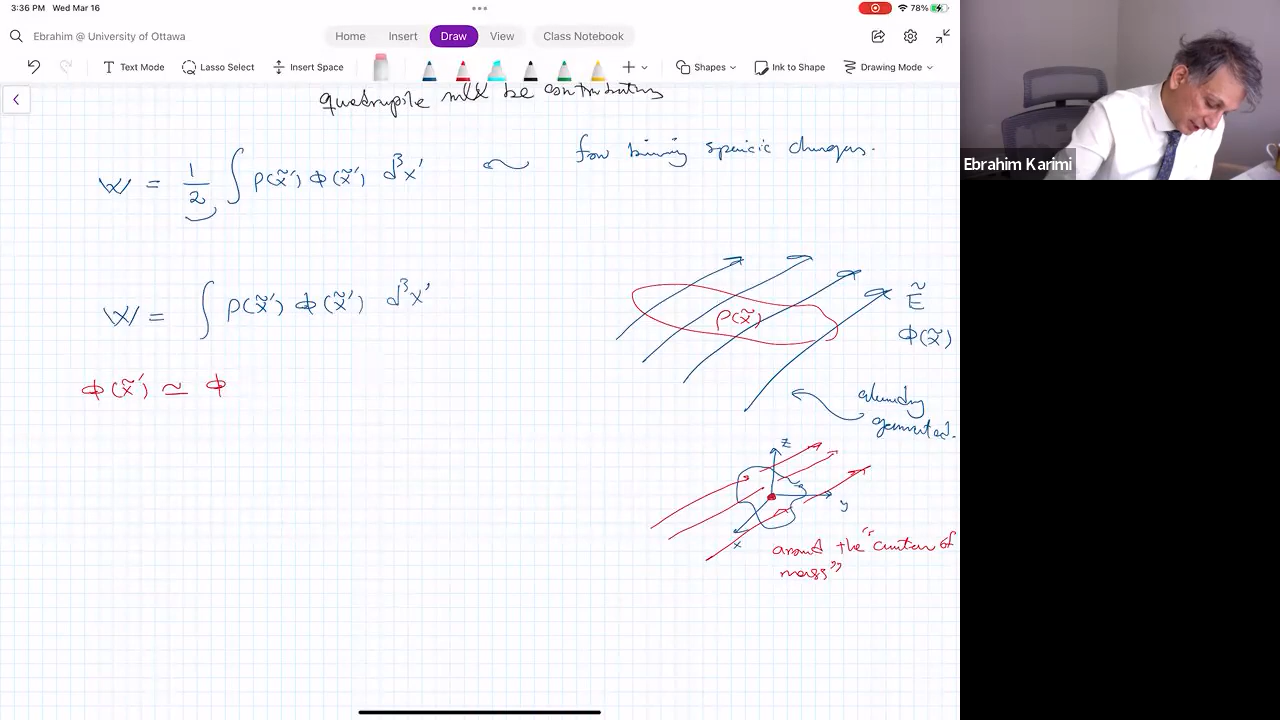 3:36 PM Wed Mar 16
78%
Ebrahim @ University of Ottawa
Home Insert Draw View Class Notebook
Text Mode Lasso Select Insert Space Shapes Ink to Shape Drawing Mode
quadrupole will be contributing
W = 1/2 ∫ ρ(x̃') Φ(x̃') d³x'
for charges.
W = ∫ ρ(x̃') Φ(x̃') d³x'
ρ(x̃)
Ẽ
Φ(x̃)
Φ(x̃') ≃ Φ
already
generated.
z
y
x
around the "center of
mass"
Ebrahim Karimi